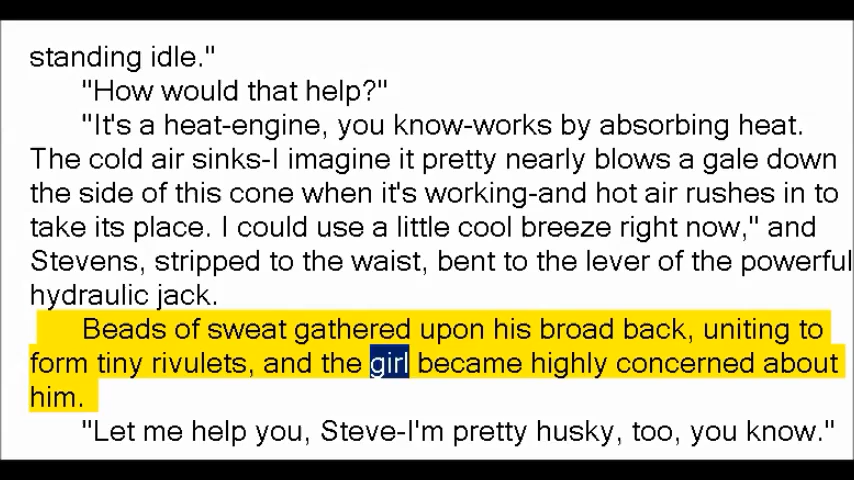 standing idle."
"How would that help?"
"It's a heat-engine, you know-works by absorbing heat.
The cold air sinks-I imagine it pretty nearly blows a gale down
the side of this cone when it's working-and hot air rushes in to
take its place. I could use a little cool breeze right now," and
Stevens, stripped to the waist, bent to the lever of the powerful
hydraulic jack.
Beads of sweat gathered upon his broad back, uniting to
form tiny rivulets, and the girl became highly concerned about
him.
"Let me help you, Steve-I'm pretty husky, too, you know."